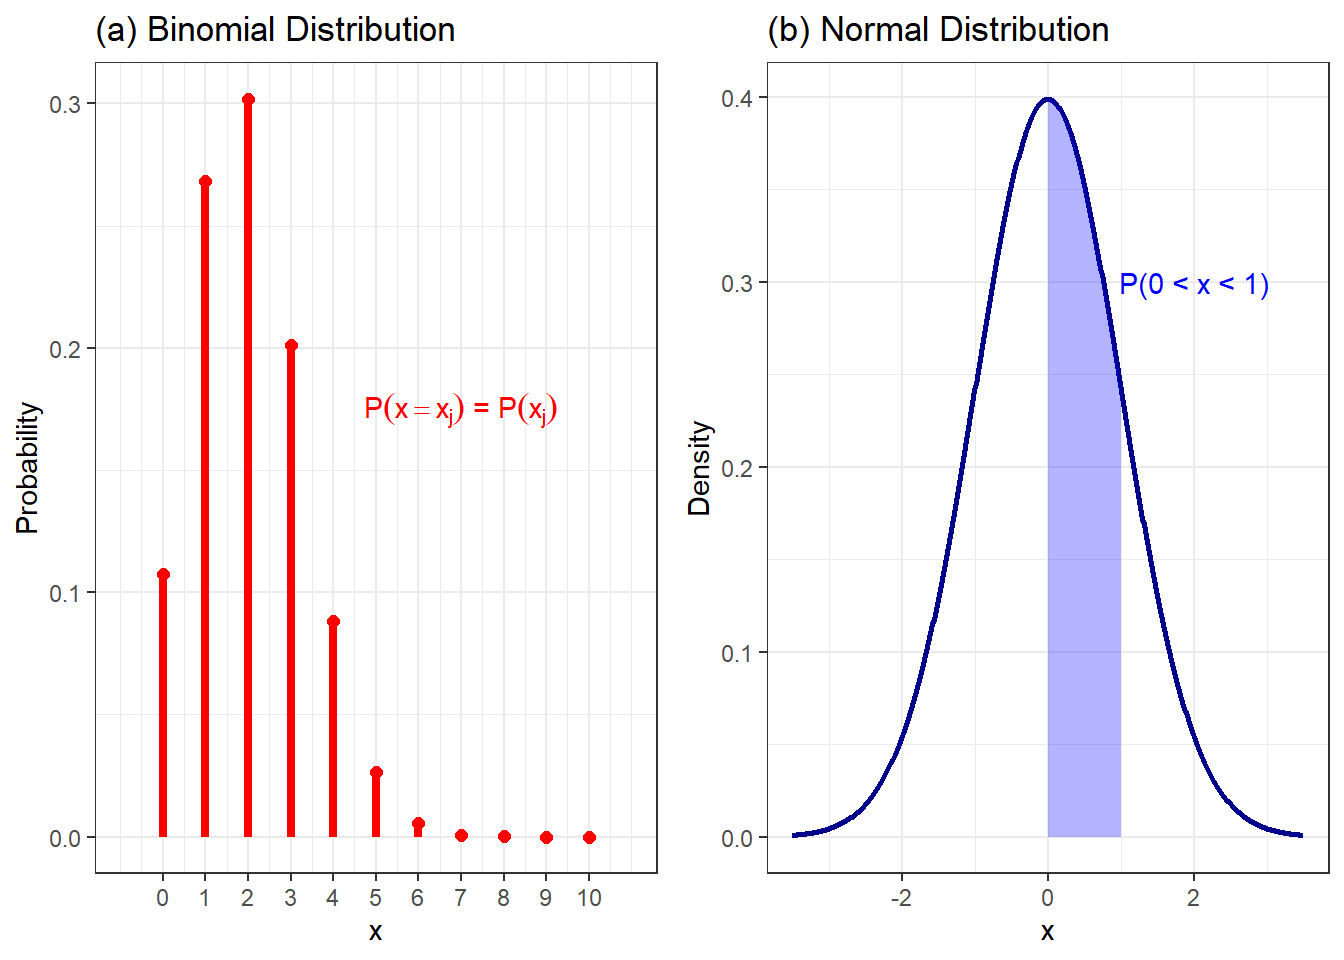 (a) Binomial Distribution
0.3
0.2
0.1
0.0
Probability
P(x = xj) = P(xj)
0 1 2 3 4 5 6 7 8 9 10
x
(b) Normal Distribution
0.4
0.3
0.2
0.1
0.0
Density
P(0 < x < 1)
-2 0 2
x